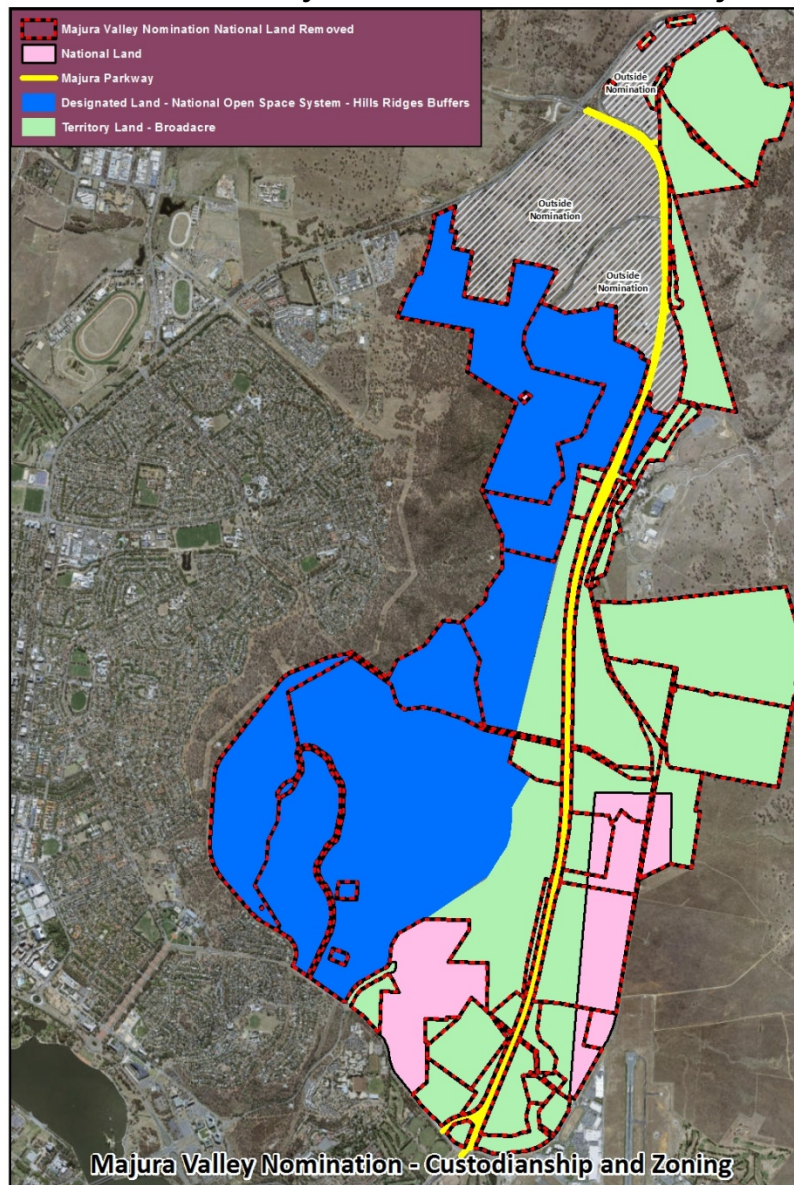 Majura Valley Nomination National Land Removed
National Land
Majura Parkway
Designated Land - National Open Space System - Hills Ridges Buffers
Territory Land - Broadacre
Outside
Nomination
Outside
Nomination
Outside
Nomination
Majura Valley Nomination - Custodianship and Zoning